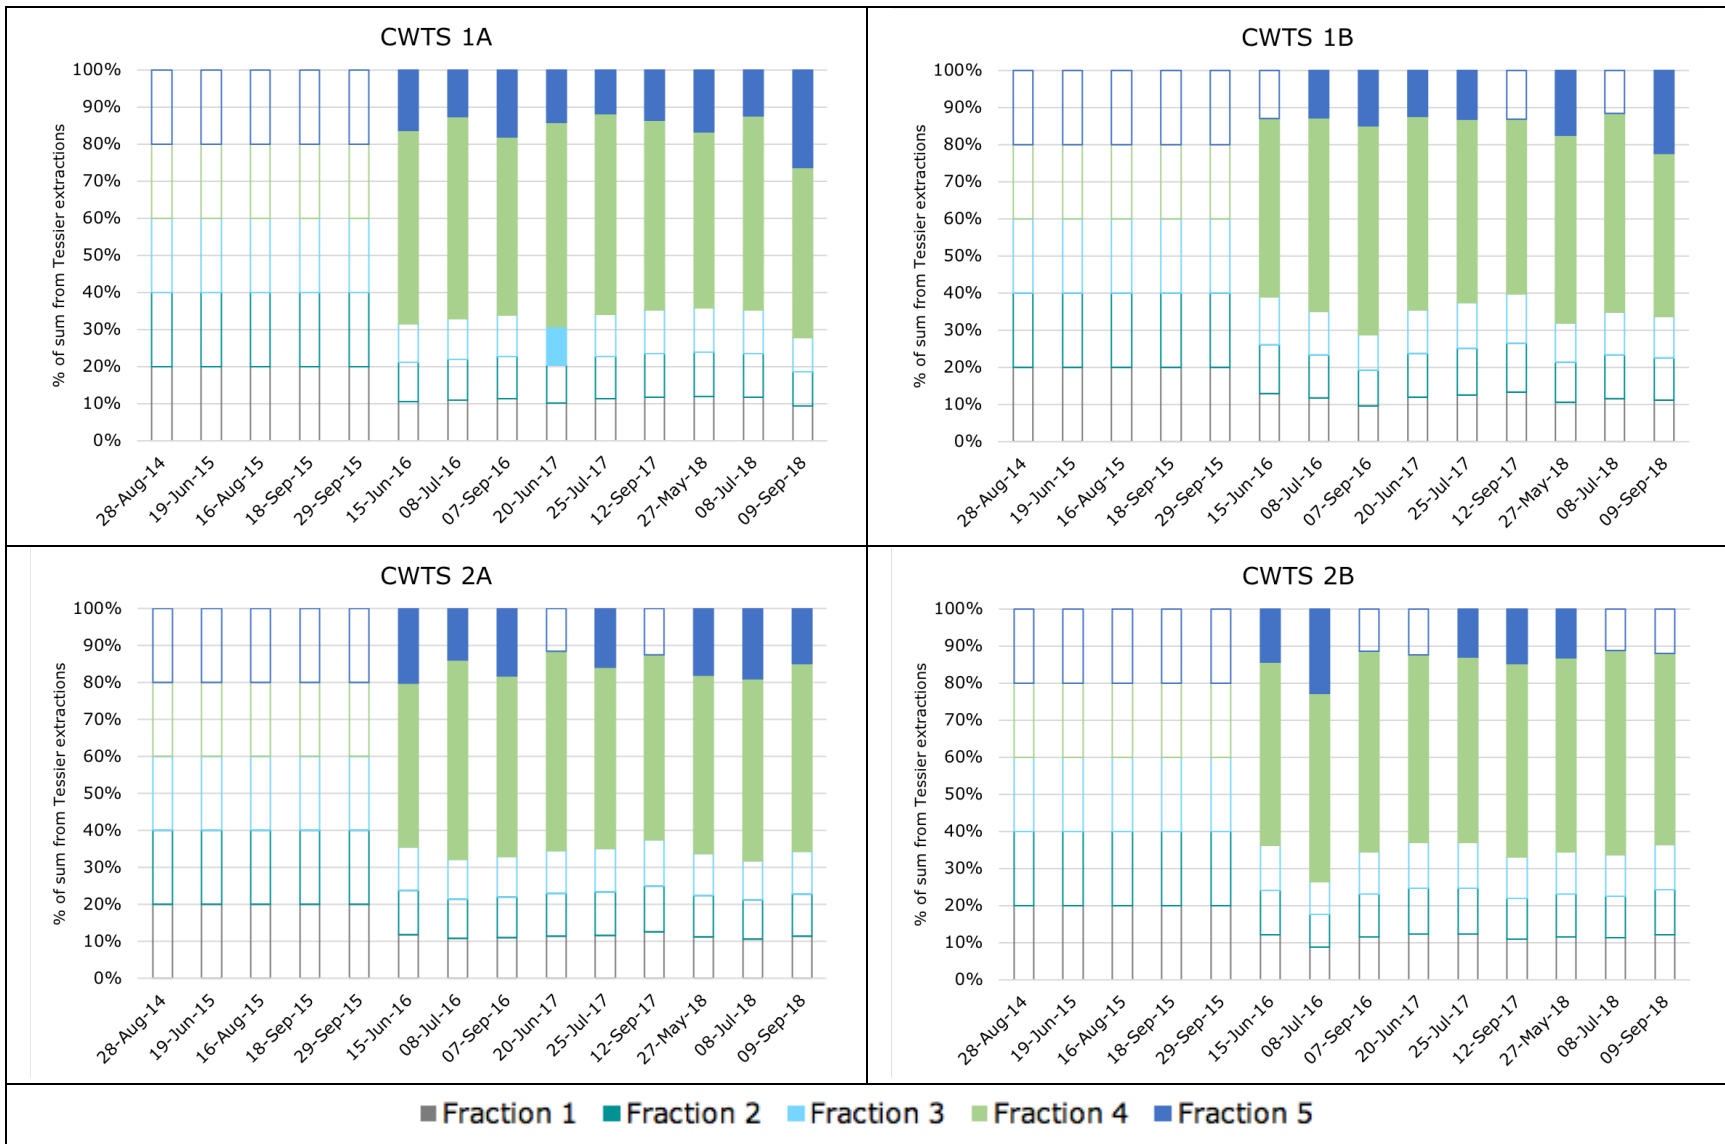 CWTS 1A
% of sum from Tessier extractions
100%
90%
80%
70%
60%
50%
40%
30%
20%
10%
0%
28-Aug-14
19-Jun-15
16-Aug-15
18-Sep-15
29-Sep-15
15-Jun-16
08-Jul-16
07-Sep-16
20-Jun-17
25-Jul-17
12-Sep-17
27-May-18
08-Jul-18
09-Sep-18
CWTS 1B
% of sum from Tessier extractions
100%
90%
80%
70%
60%
50%
40%
30%
20%
10%
0%
28-Aug-14
19-Jun-15
16-Aug-15
18-Sep-15
29-Sep-15
15-Jun-16
08-Jul-16
07-Sep-16
20-Jun-17
25-Jul-17
12-Sep-17
27-May-18
08-Jul-18
09-Sep-18
CWTS 2A
% of sum from Tessier extractions
100%
90%
80%
70%
60%
50%
40%
30%
20%
10%
0%
28-Aug-14
19-Jun-15
16-Aug-15
18-Sep-15
29-Sep-15
15-Jun-16
08-Jul-16
07-Sep-16
20-Jun-17
25-Jul-17
12-Sep-17
27-May-18
08-Jul-18
09-Sep-18
CWTS 2B
% of sum from Tessier extractions
100%
90%
80%
70%
60%
50%
40%
30%
20%
10%
0%
28-Aug-14
19-Jun-15
16-Aug-15
18-Sep-15
29-Sep-15
15-Jun-16
08-Jul-16
07-Sep-16
20-Jun-17
25-Jul-17
12-Sep-17
27-May-18
08-Jul-18
09-Sep-18
Fraction 1 Fraction 2 Fraction 3 Fraction 4 Fraction 5